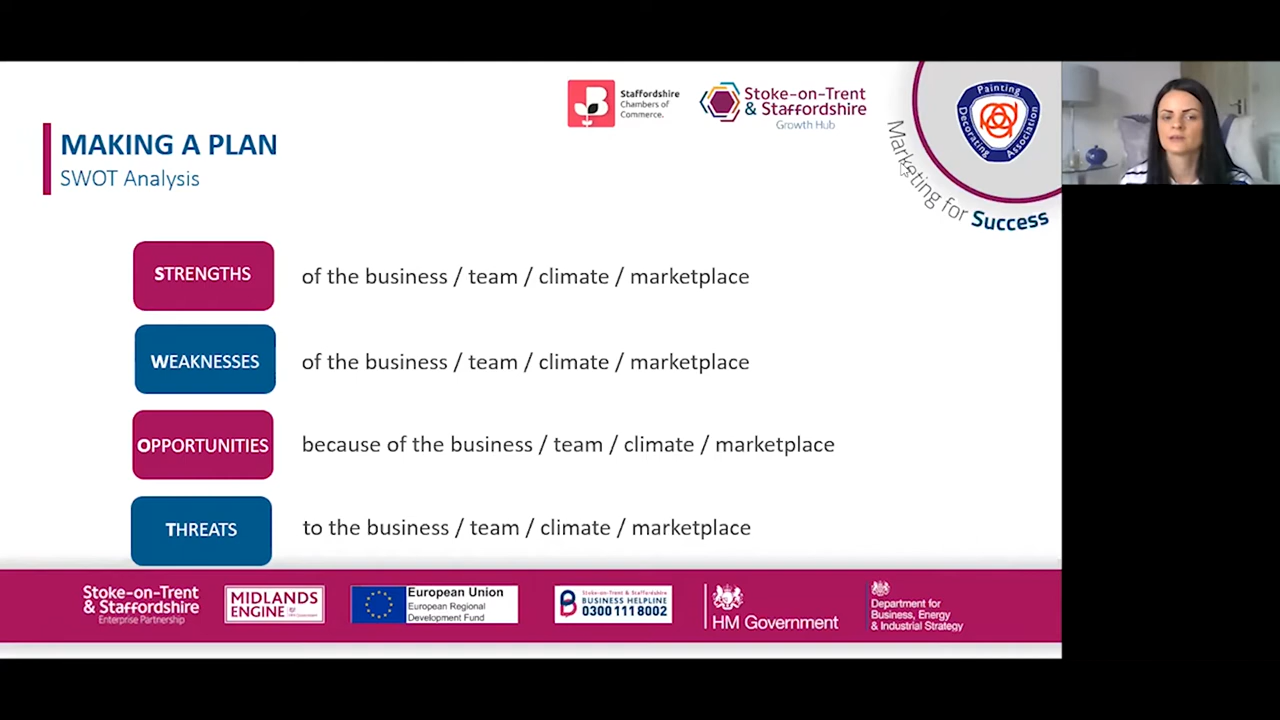 Staffordshire
Chambers of
Commerce.
Stoke-on-Trent
& Staffordshire
Growth Hub
Painting
Decorating Association
Marketing for Success
MAKING A PLAN
SWOT Analysis
STRENGTHS of the business / team / climate / marketplace
WEAKNESSES of the business / team / climate / marketplace
OPPORTUNITIES because of the business / team / climate / marketplace
THREATS to the business / team / climate / marketplace
Stoke-on-Trent
& Staffordshire
Enterprise Partnership
MIDLANDS
ENGINE
European Union
European Regional
Development Fund
Stoke-on-Trent & Staffordshire
BUSINESS HELPLINE
0300 111 8002
HM Government
Department for
Business, Energy
& Industrial Strategy